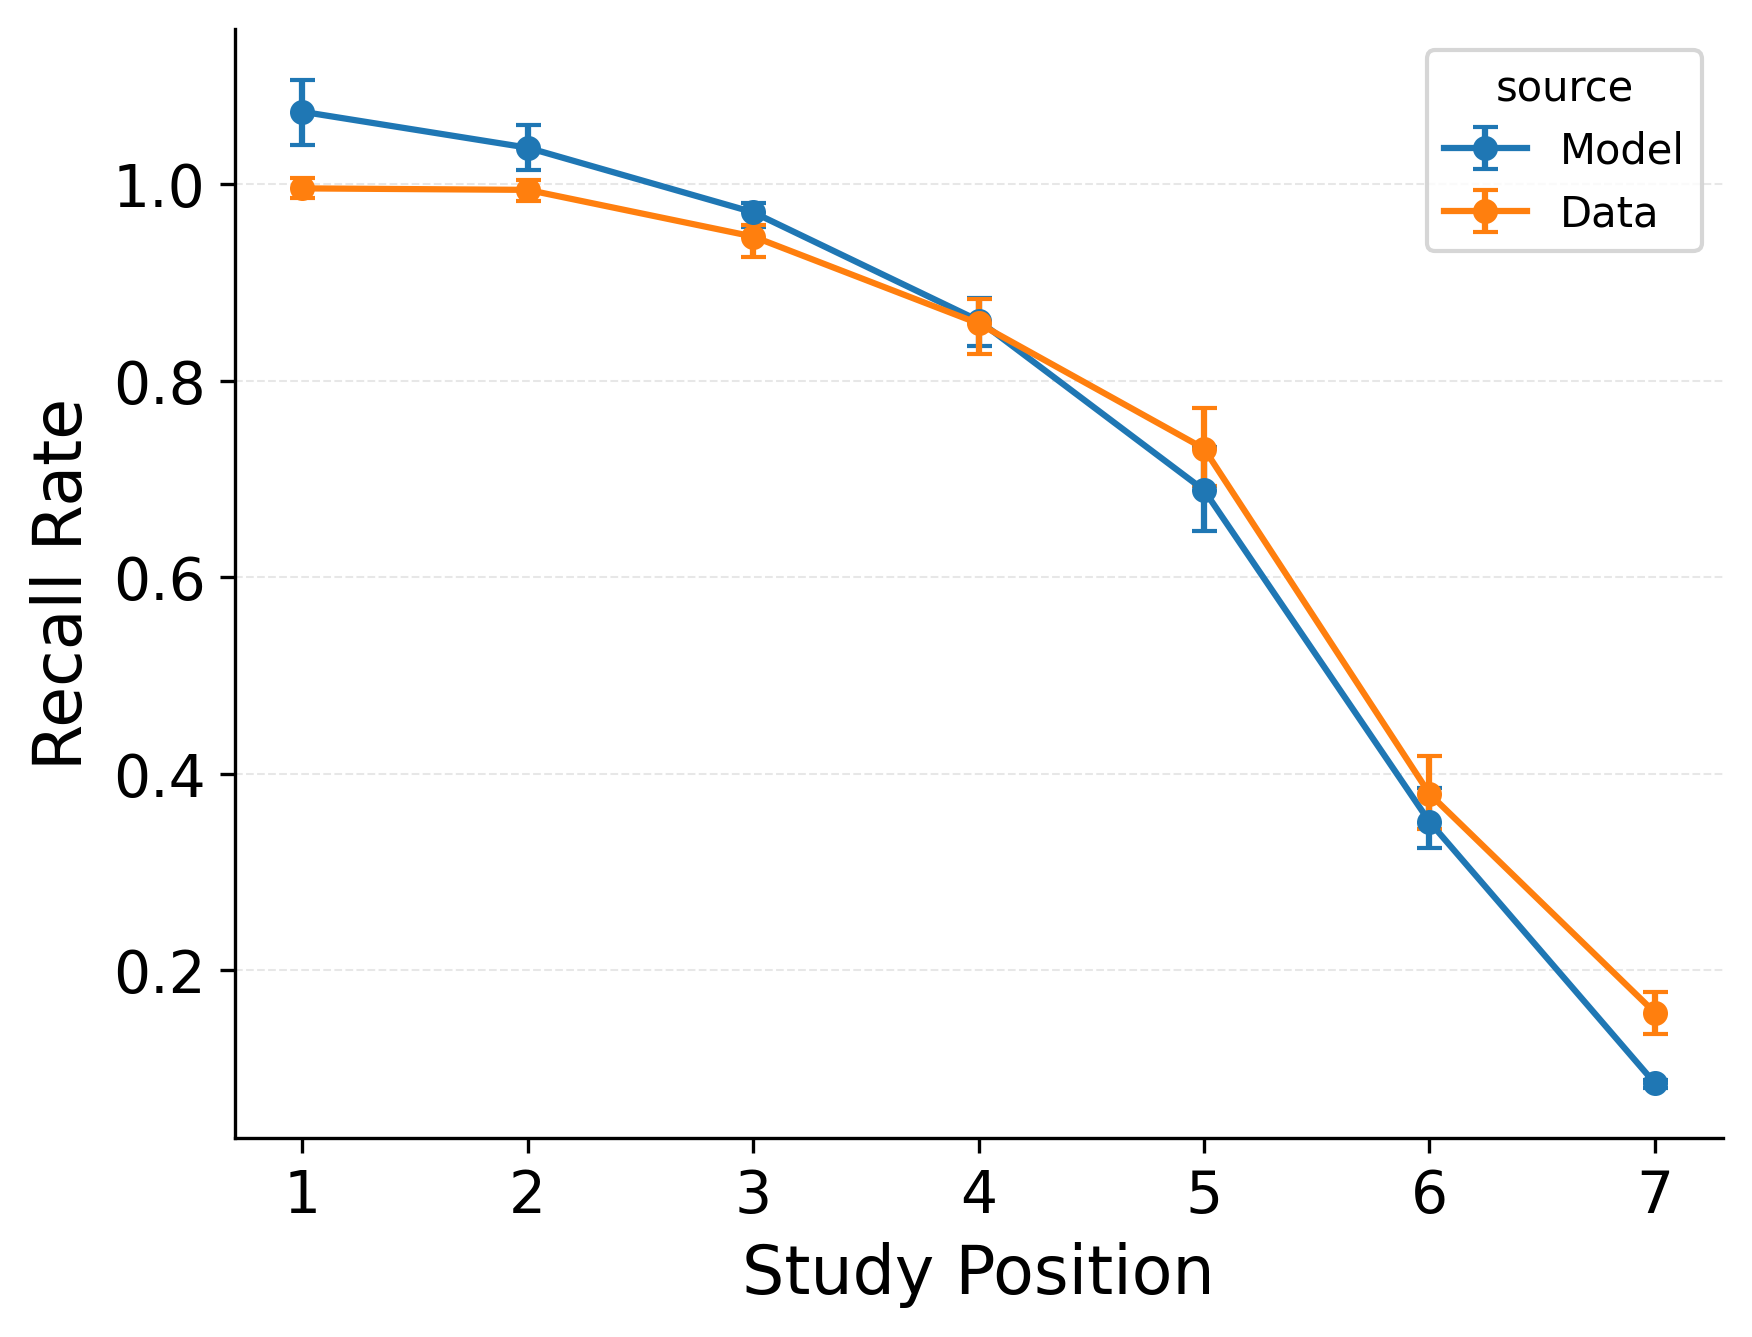 source
Model
Data
1.0
0.8
0.6
0.4
0.2
Recall Rate
1 2 3 4 5 6 7
Study Position